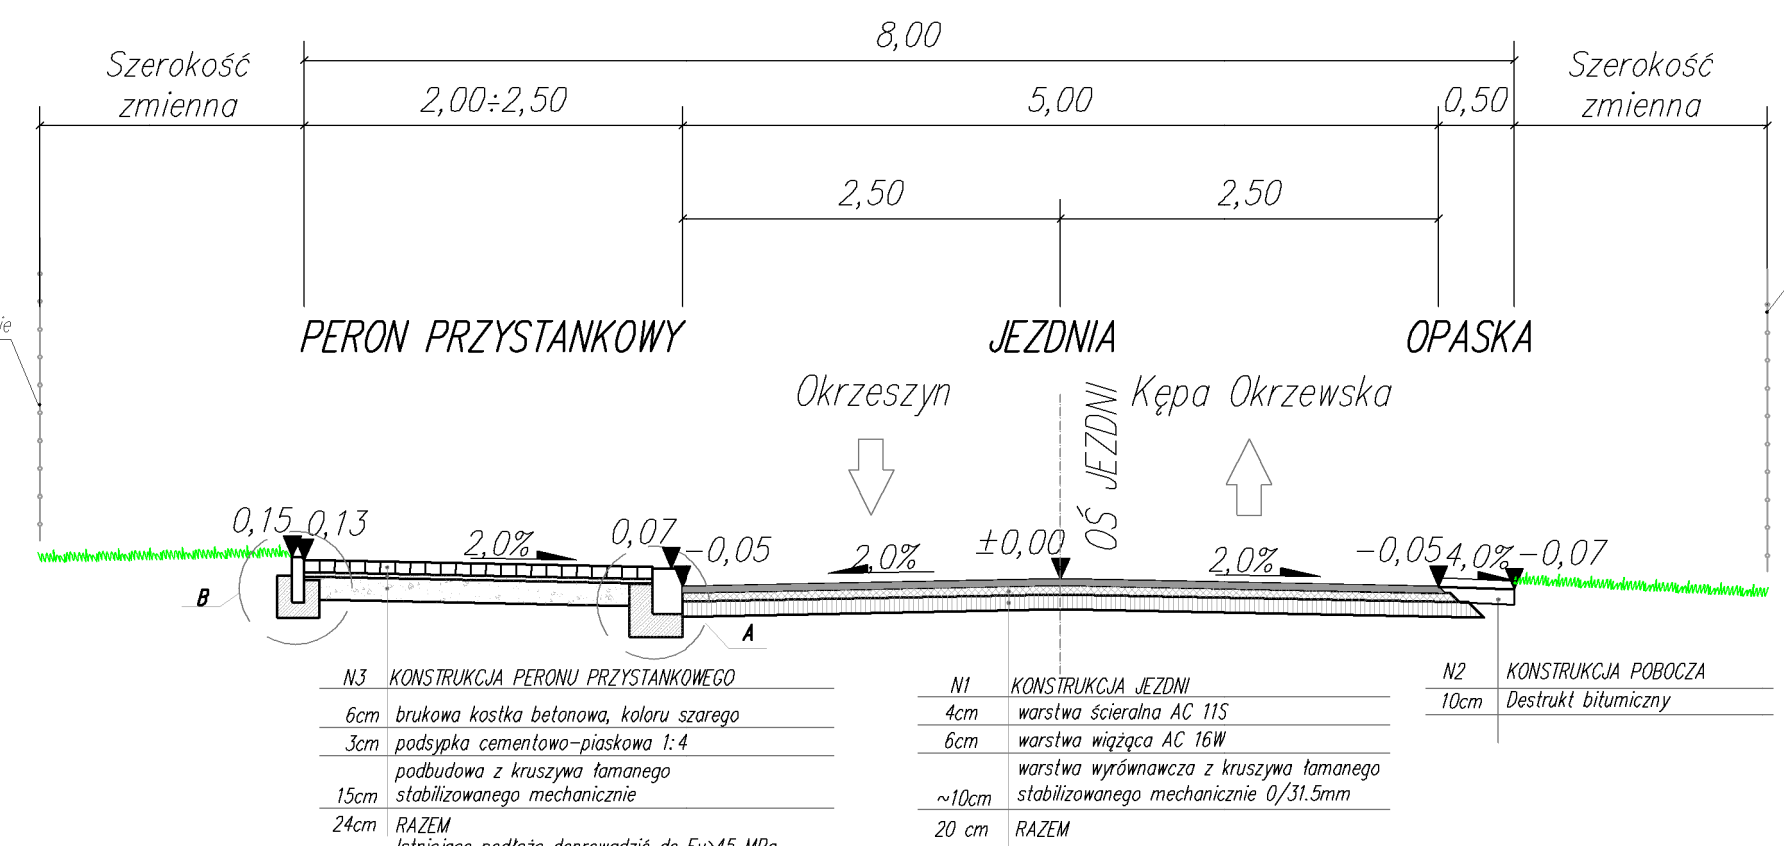 8,00
Szerokość
zmienna
2,00÷2,50
5,00
0,50
Szerokość
zmienna
2,50
2,50
PERON PRZYSTANKOWY
JEZDNIA
OPASKA
Okrzeszyn
OŚ JEZDNI
Kępa Okrzewska
0,15
0,13
2,0%
0,07
-0,05
2,0%
±0,00
2,0%
-0,05
4,0%
-0,07
B
A
N3 KONSTRUKCJA PERONU PRZYSTANKOWEGO
6cm brukowa kostka betonowa, koloru szarego
3cm podsypka cementowo-piaskowa 1:4
podbudowa z kruszywa łamanego
15cm stabilizowanego mechanicznie
24cm RAZEM
Istniejące podłoże doprowadzić do
N1 KONSTRUKCJA JEZDNI
4cm warstwa ścieralna AC 11S
6cm warstwa wiążąca AC 16W
warstwa wyrównawcza z kruszywa łamanego
~10cm stabilizowanego mechanicznie 0/31.5mm
20 cm RAZEM
N2 KONSTRUKCJA POBOCZA
10cm Destrukt bitumiczny